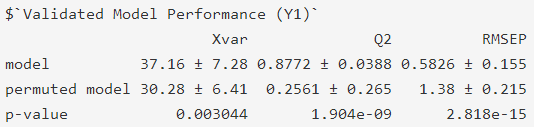 $`Validated Model Performance (Y1)`
Xvar Q2 RMSEP
model 37.16 ± 7.28 0.8772 ± 0.0388 0.5826 ± 0.155
permuted model 30.28 ± 6.41 0.2561 ± 0.265 1.38 ± 0.215
p-value 0.003044 1.904e-09 2.818e-15